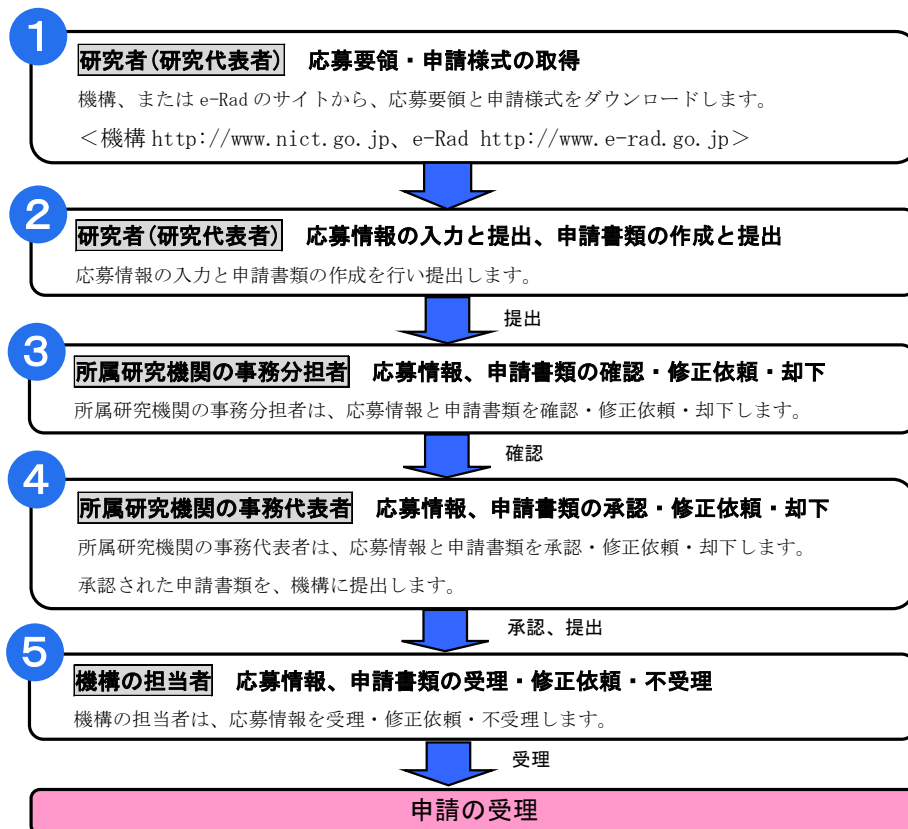 1
研究者(研究代表者) 応募要領・申請様式の取得
機構、または e-Rad のサイトから、応募要領と申請様式をダウンロードします。
＜機構 http://www.nict.go.jp、e-Rad http://www.e-rad.go.jp＞
2
研究者(研究代表者) 応募情報の入力と提出、申請書類の作成と提出
応募情報の入力と申請書類の作成を行い提出します。
提出
3
所属研究機関の事務分担者 応募情報、申請書類の確認・修正依頼・却下
所属研究機関の事務分担者は、応募情報と申請書類を確認・修正依頼・却下します。
確認
4
所属研究機関の事務代表者 応募情報、申請書類の承認・修正依頼・却下
所属研究機関の事務代表者は、応募情報と申請書類を承認・修正依頼・却下します。
承認された申請書類を、機構に提出します。
承認、提出
5
機構の担当者 応募情報、申請書類の受理・修正依頼・不受理
機構の担当者は、応募情報を受理・修正依頼・不受理します。
受理
申請の受理